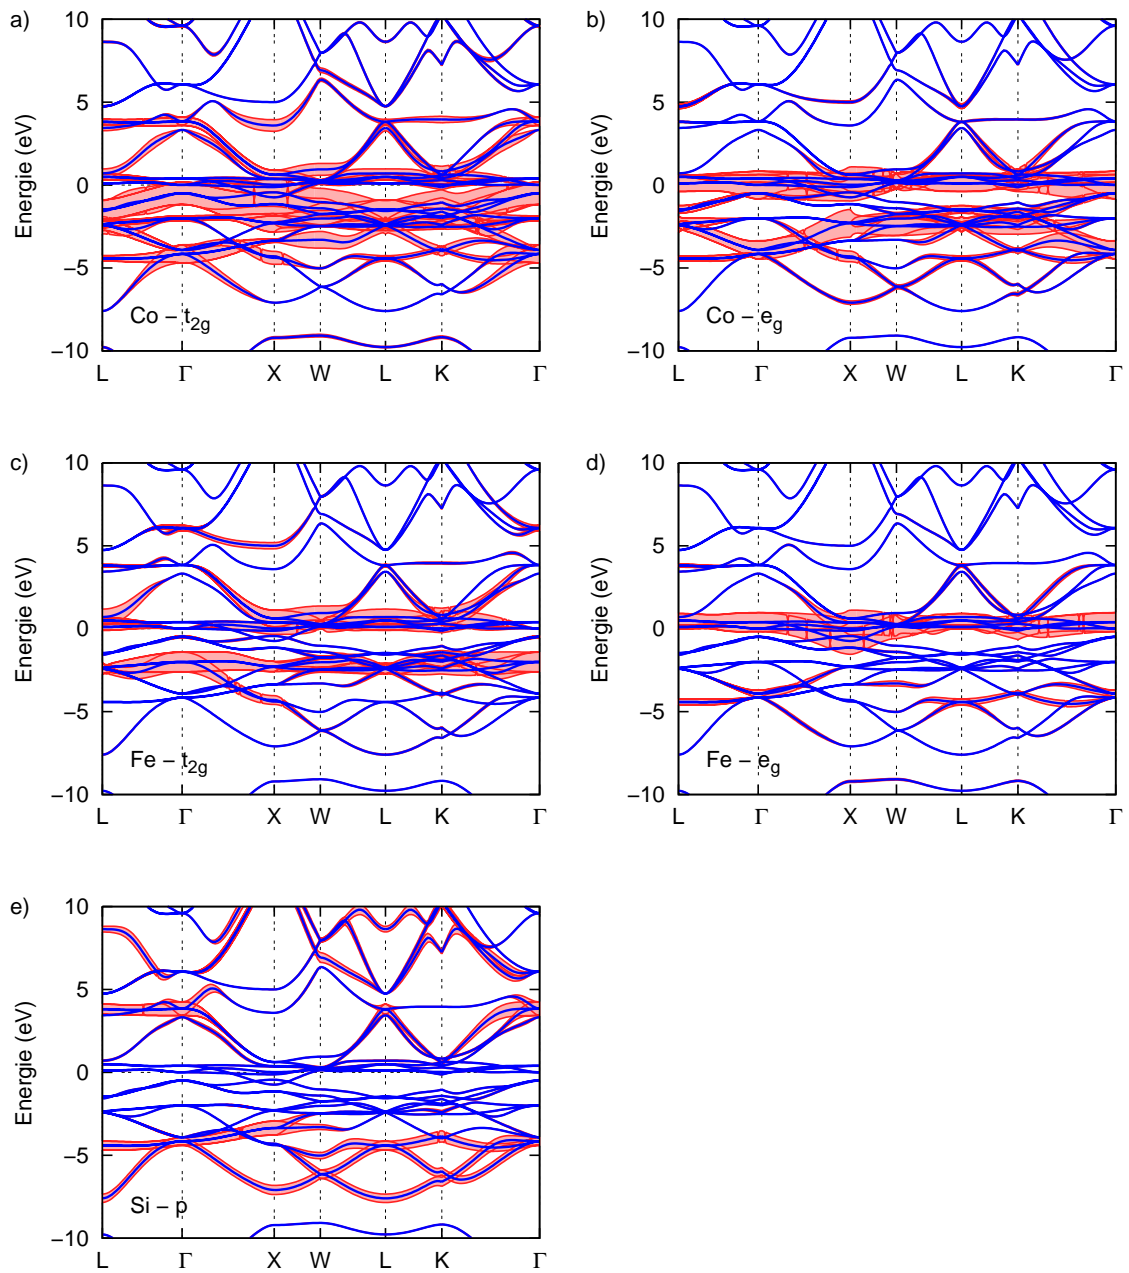 a)
b)
10
5
0
−5
−10
Energie (eV)
Co − t2g
L Γ X W L K Γ
10
5
0
−5
−10
Energie (eV)
Co − eg
L Γ X W L K Γ
c)
d)
10
5
0
−5
−10
Energie (eV)
Fe − t2g
L Γ X W L K Γ
10
5
0
−5
−10
Energie (eV)
Fe − eg
L Γ X W L K Γ
e)
10
5
0
−5
−10
Energie (eV)
Si − p
L Γ X W L K Γ